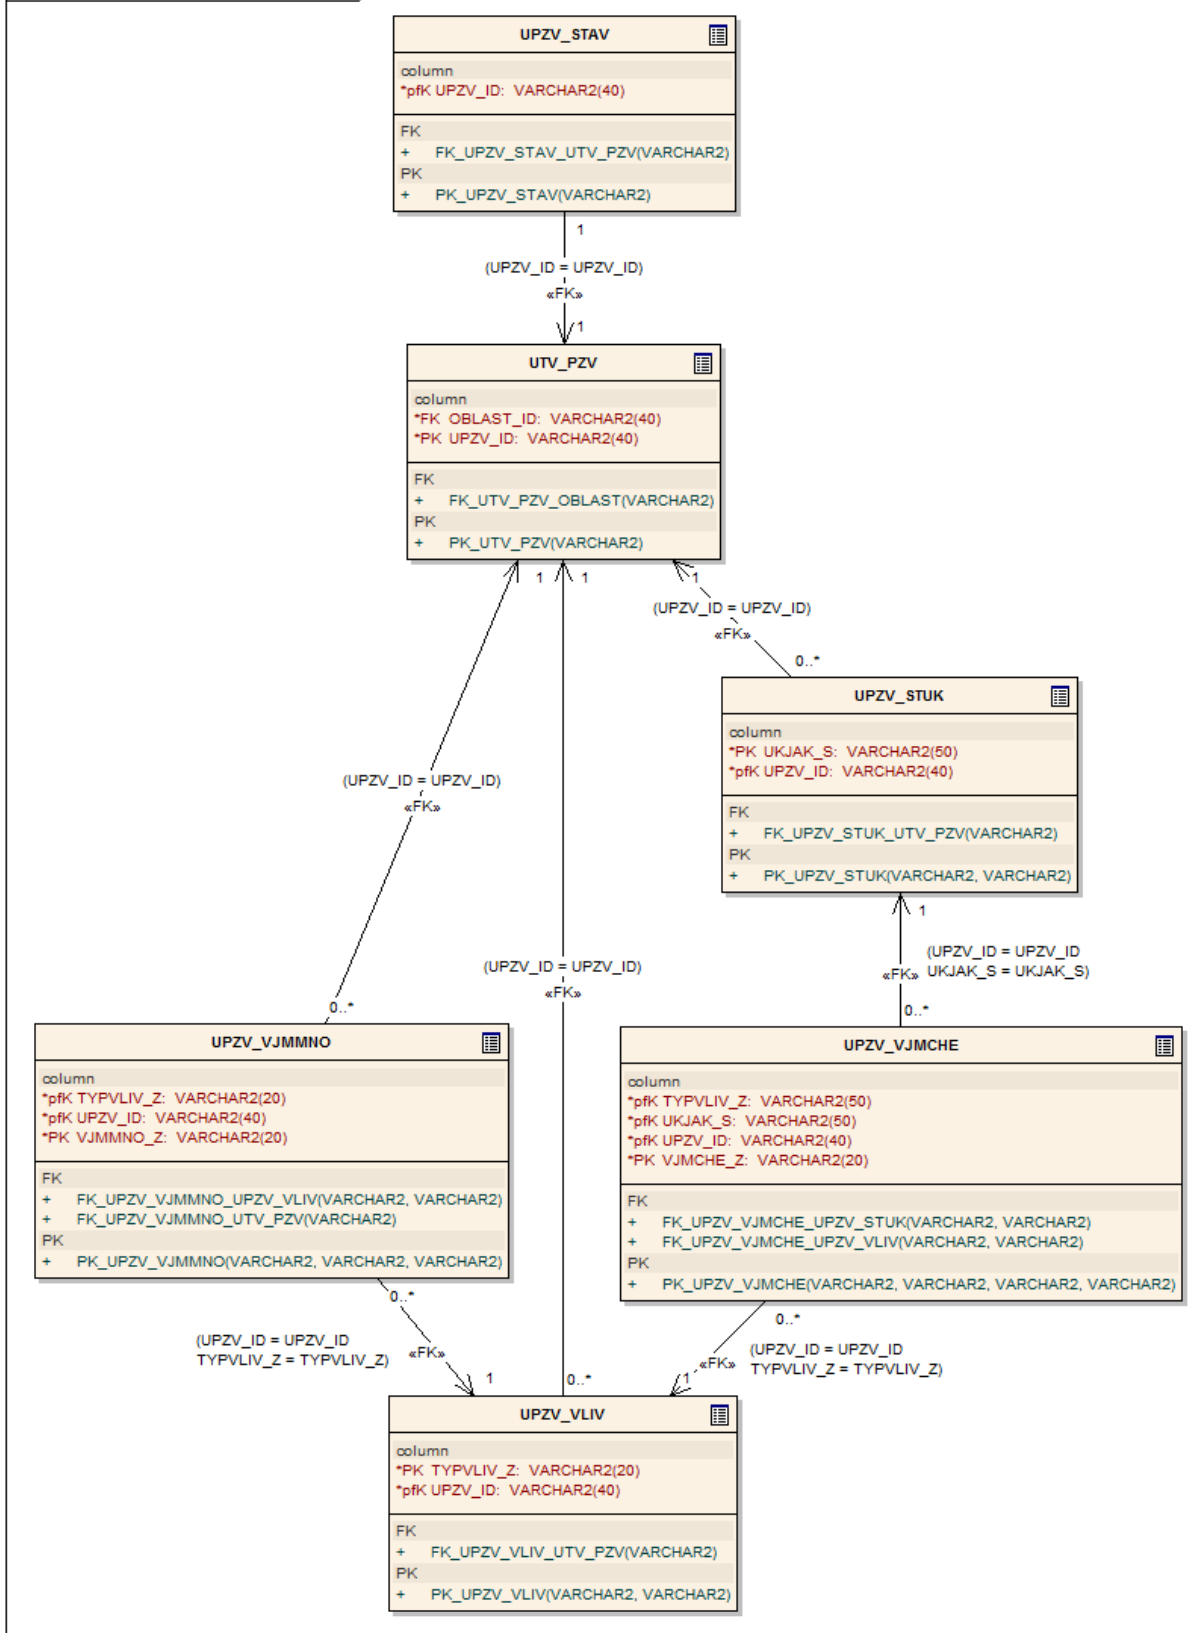 UPZV_STAV
column
*pfK UPZV_ID: VARCHAR2(40)
FK
+ FK_UPZV_STAV_UTV_PZV(VARCHAR2)
PK
+ PK_UPZV_STAV(VARCHAR2)
1
(UPZV_ID = UPZV_ID)
«FK»
1
UTV_PZV
column
*FK OBLAST_ID: VARCHAR2(40)
*PK UPZV_ID: VARCHAR2(40)
FK
+ FK_UTV_PZV_OBLAST(VARCHAR2)
PK
+ PK_UTV_PZV(VARCHAR2)
1
1
1
(UPZV_ID = UPZV_ID)
«FK»
0..*
UPZV_STUK
column
*PK UKJAK_S: VARCHAR2(50)
*pfK UPZV_ID: VARCHAR2(40)
FK
+ FK_UPZV_STUK_UTV_PZV(VARCHAR2)
PK
+ PK_UPZV_STUK(VARCHAR2, VARCHAR2)
(UPZV_ID = UPZV_ID)
«FK»
0..*
(UPZV_ID = UPZV_ID)
«FK»
1
(UPZV_ID = UPZV_ID
«FK» UKJAK_S = UKJAK_S)
0..*
UPZV_VJMMNO
column
*pfK TYPVLIV_Z: VARCHAR2(20)
*pfK UPZV_ID: VARCHAR2(40)
*PK VJMMNO_Z: VARCHAR2(20)
FK
+ FK_UPZV_VJMMNO_UPZV_VLIV(VARCHAR2, VARCHAR2)
+ FK_UPZV_VJMMNO_UTV_PZV(VARCHAR2)
PK
+ PK_UPZV_VJMMNO(VARCHAR2, VARCHAR2, VARCHAR2)
UPZV_VJMCHE
column
*pfK TYPVLIV_Z: VARCHAR2(50)
*pfK UKJAK_S: VARCHAR2(50)
*pfK UPZV_ID: VARCHAR2(40)
*PK VJMCHE_Z: VARCHAR2(20)
FK
+ FK_UPZV_VJMCHE_UPZV_STUK(VARCHAR2, VARCHAR2)
+ FK_UPZV_VJMCHE_UPZV_VLIV(VARCHAR2, VARCHAR2)
PK
+ PK_UPZV_VJMCHE(VARCHAR2, VARCHAR2, VARCHAR2, VARCHAR2)
0..*
(UPZV_ID = UPZV_ID
TYPVLIV_Z = TYPVLIV_Z)
«FK»
1
0..*
0..*
(UPZV_ID = UPZV_ID
TYPVLIV_Z = TYPVLIV_Z)
«FK»
1
UPZV_VLIV
column
*PK TYPVLIV_Z: VARCHAR2(20)
*pfK UPZV_ID: VARCHAR2(40)
FK
+ FK_UPZV_VLIV_UTV_PZV(VARCHAR2)
PK
+ PK_UPZV_VLIV(VARCHAR2, VARCHAR2)